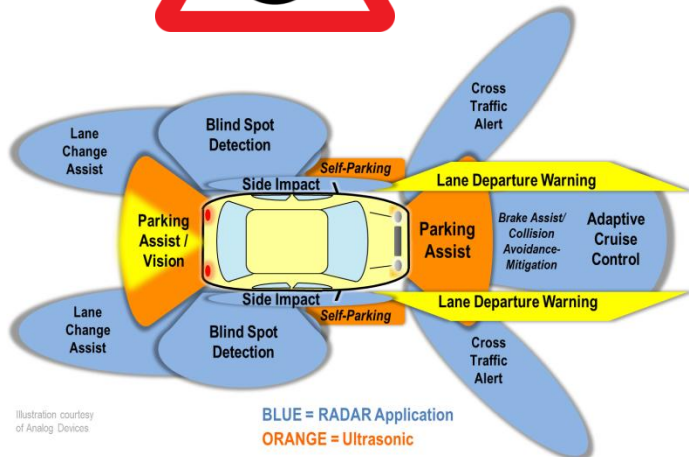 Cross
Traffic
Alert
Lane
Change
Assist
Blind Spot
Detection
Self-Parking
Side Impact
Lane Departure Warning
Parking
Assist /
Vision
Parking
Assist
Brake Assist/
Collision
Avoidance-
Mitigation
Adaptive
Cruise
Control
Side Impact
Lane Departure Warning
Self-Parking
Lane
Change
Assist
Blind Spot
Detection
Cross
Traffic
Alert
Illustration courtesy
of Analog Devices
BLUE = RADAR Application
ORANGE = Ultrasonic